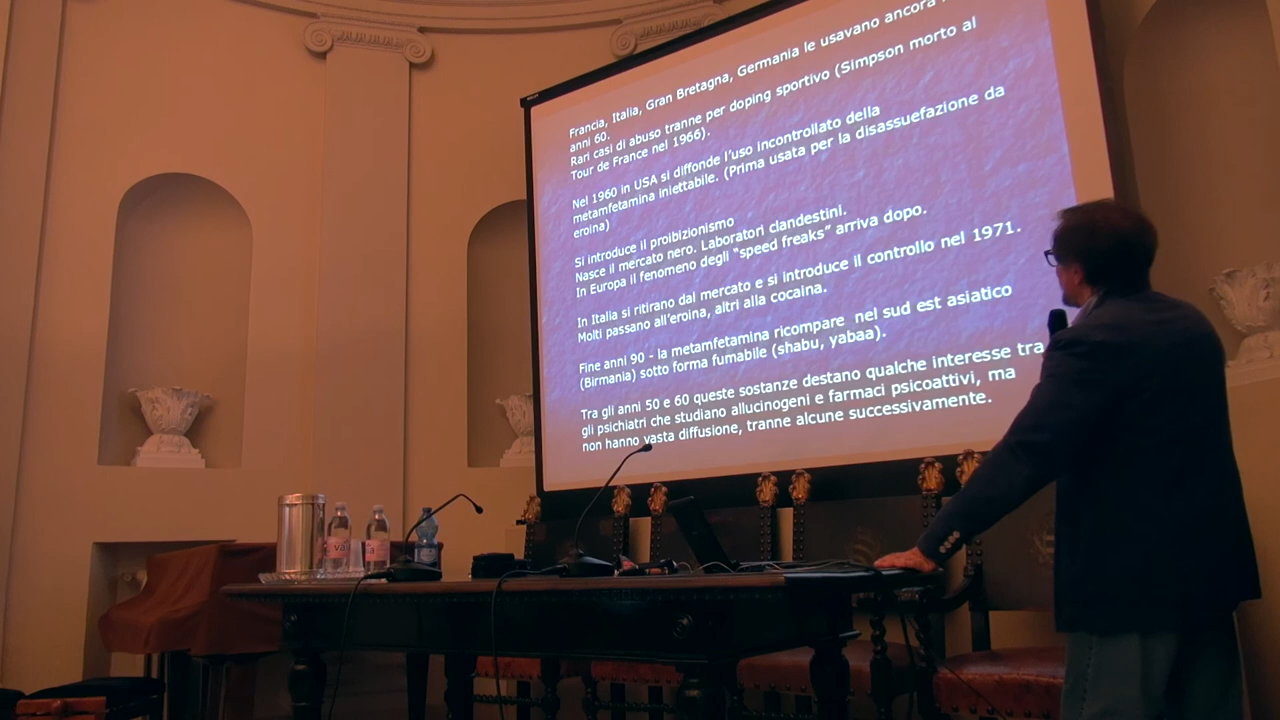 Francia, Italia, Gran Bretagna, Germania le usavano ancora
anni 60.
Rari casi di abuso tranne per doping sportivo (Simpson morto al
Tour de France nel 1966).
Nel 1960 in USA si diffonde l'uso incontrollato della
metamfetamina iniettabile. (Prima usata per la disassuefazione da
eroina)
Si introduce il proibizionismo
Nasce il mercato nero. Laboratori clandestini.
In Europa il fenomeno degli “speed freaks” arriva dopo.
In Italia si ritirano dal mercato e si introduce il controllo nel 1971.
Molti passano all'eroina, altri alla cocaina.
Fine anni 90 - la metamfetamina ricompare nel sud est asiatico
(Birmania) sotto forma fumabile (shabu, yabaa).
Tra gli anni 50 e 60 queste sostanze destano qualche interesse tra
gli psichiatri che studiano allucinogeni e farmaci psicoattivi, ma
non hanno vasta diffusione, tranne alcune successivamente.